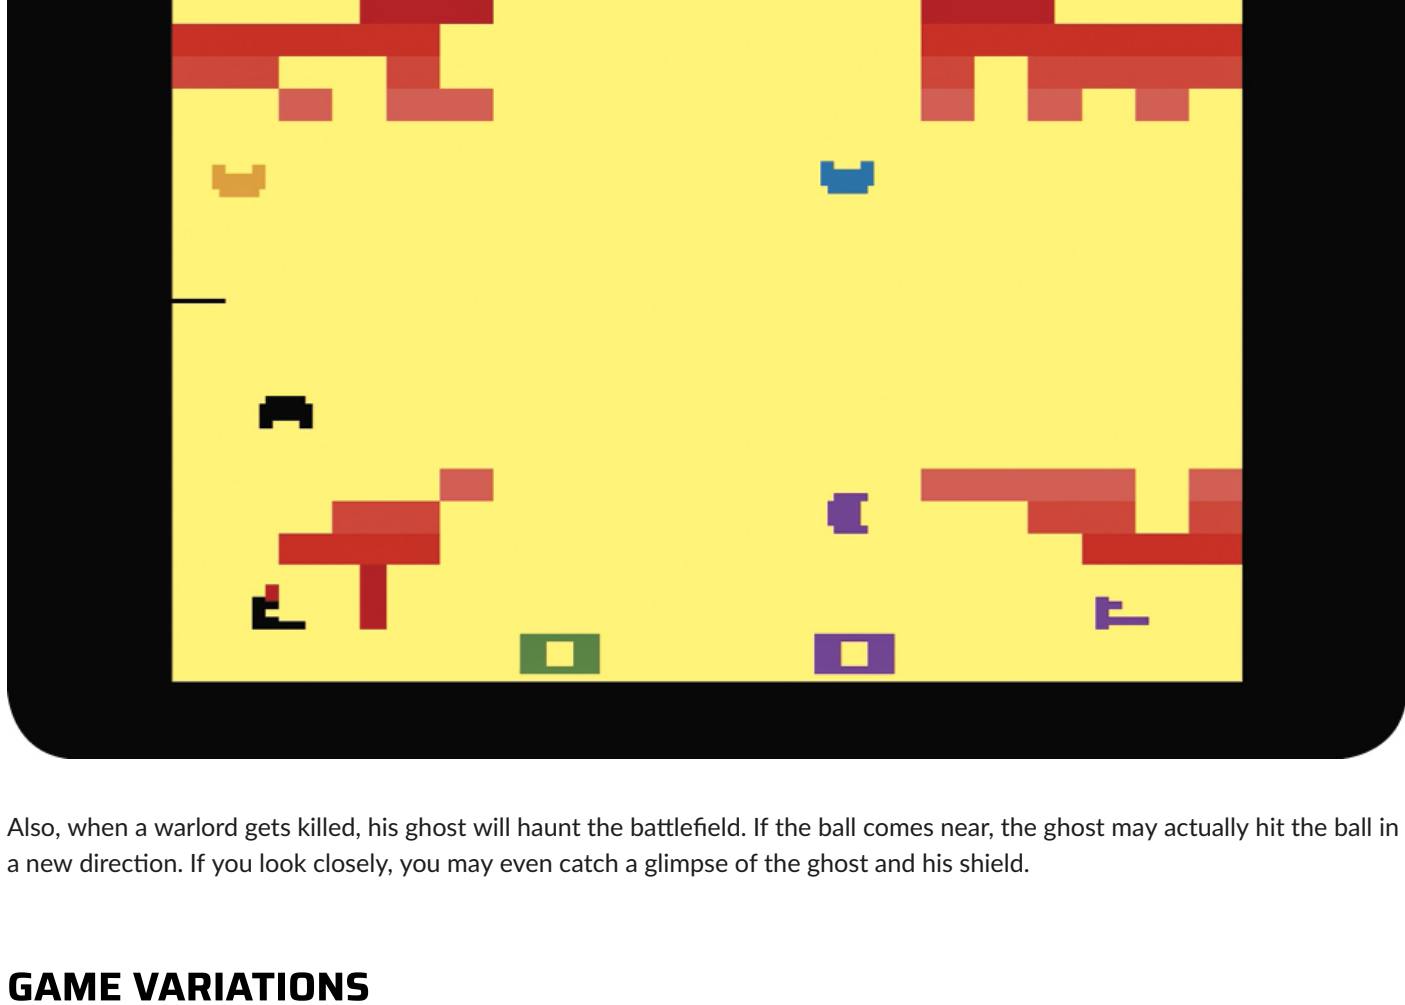 Also, when a warlord gets killed, his ghost will haunt the battlefield. If the ball comes near, the ghost may actually hit the ball in
a new direction. If you look closely, you may even catch a glimpse of the ghost and his shield.
GAME VARIATIONS